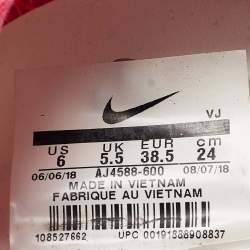 VJ
US UK EUR cm
6 5.5 38.5 24
06/06/18 AJ4588-600 08/07/18
MADE IN VIETNAM
FABRIQUE AU VIETNAM
108527662 UPC 00191888908837